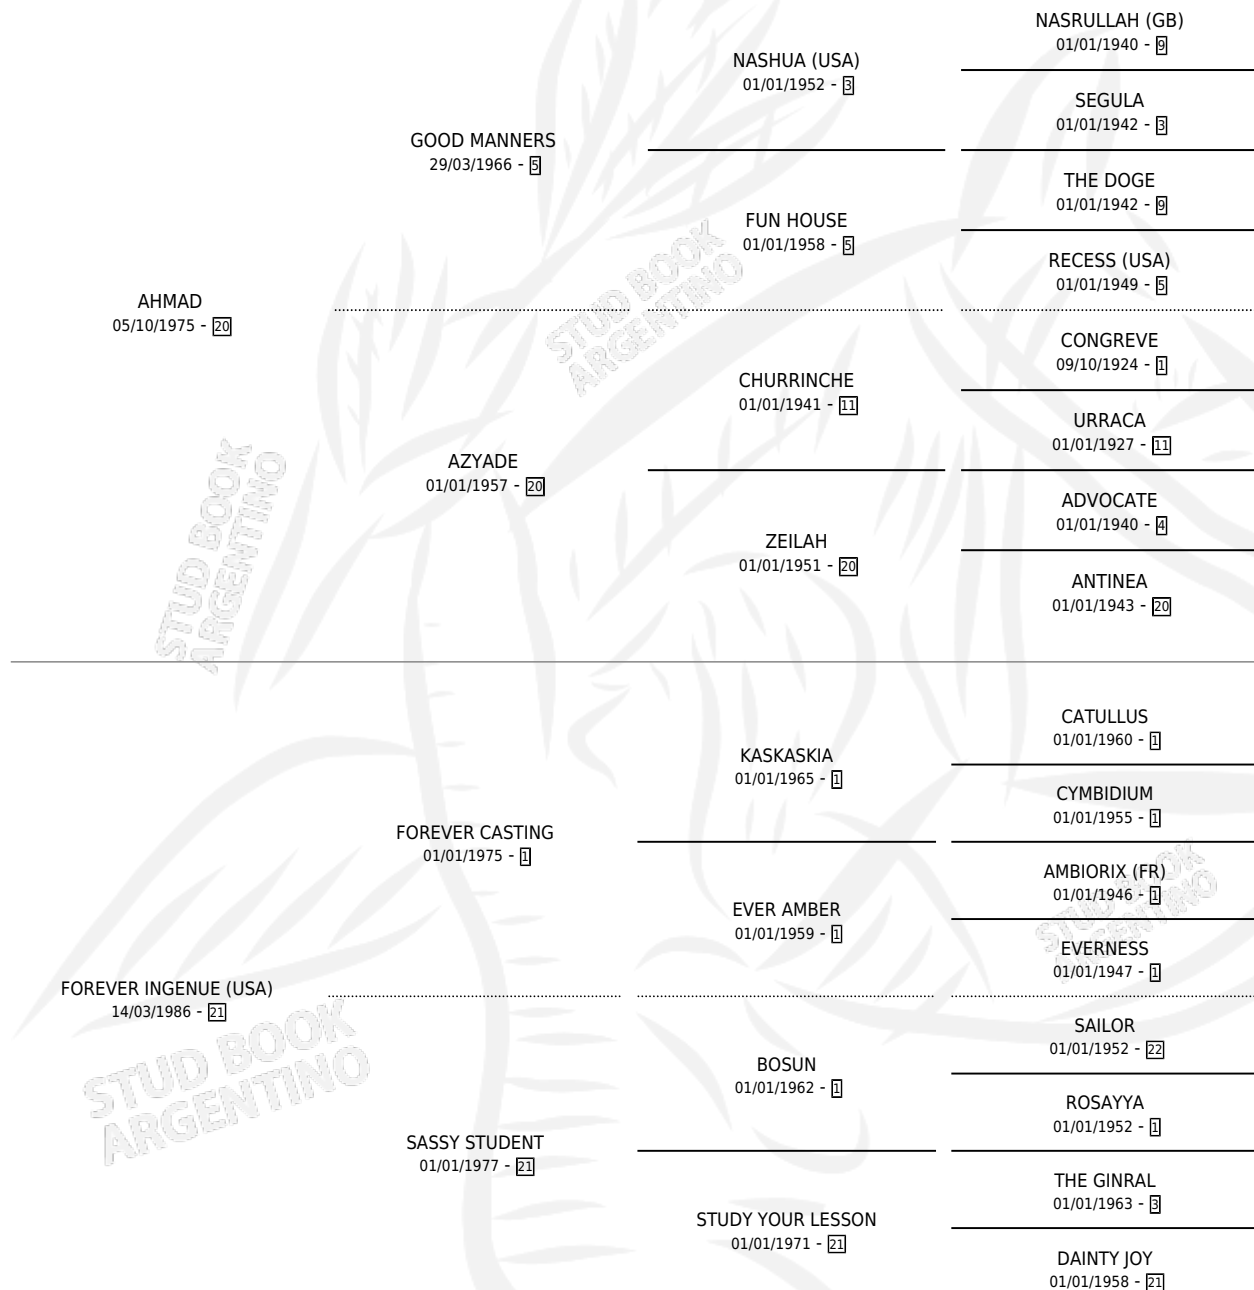 NASRULLAH (GB)
01/01/1940 - 9
NASHUA (USA)
01/01/1952 - 3
SEGULA
01/01/1942 - 3
GOOD MANNERS
29/03/1966 - 5
THE DOGE
01/01/1942 - 9
FUN HOUSE
01/01/1958 - 5
RECESS (USA)
01/01/1949 - 5
AHMAD
05/10/1975 - 20
CONGREVE
09/10/1924 - 1
CHURRINCHE
01/01/1941 - 11
URRACA
01/01/1927 - 11
AZYADE
01/01/1957 - 20
ADVOCATE
01/01/1940 - 4
ZEILAH
01/01/1951 - 20
ANTINEA
01/01/1943 - 20
CATULLUS
01/01/1960 - 1
KASKASKIA
01/01/1965 - 1
CYMBIDIUM
01/01/1955 - 1
FOREVER CASTING
01/01/1975 - 1
AMBIORIX (FR)
01/01/1946 - 1
EVER AMBER
01/01/1959 - 1
EVERNESS
01/01/1947 - 1
FOREVER INGENUE (USA)
14/03/1986 - 21
SAILOR
01/01/1952 - 22
BOSUN
01/01/1962 - 1
ROSAYYA
01/01/1952 - 1
SASSY STUDENT
01/01/1977 - 21
THE GINRAL
01/01/1963 - 3
STUDY YOUR LESSON
01/01/1971 - 21
DAINTY JOY
01/01/1958 - 21
STUD BOOK
ARGENTINO
STUD BOOK
ARGENTINO
STUD BOOK
ARGENTINO
STUD BOOK
ARGENTINO